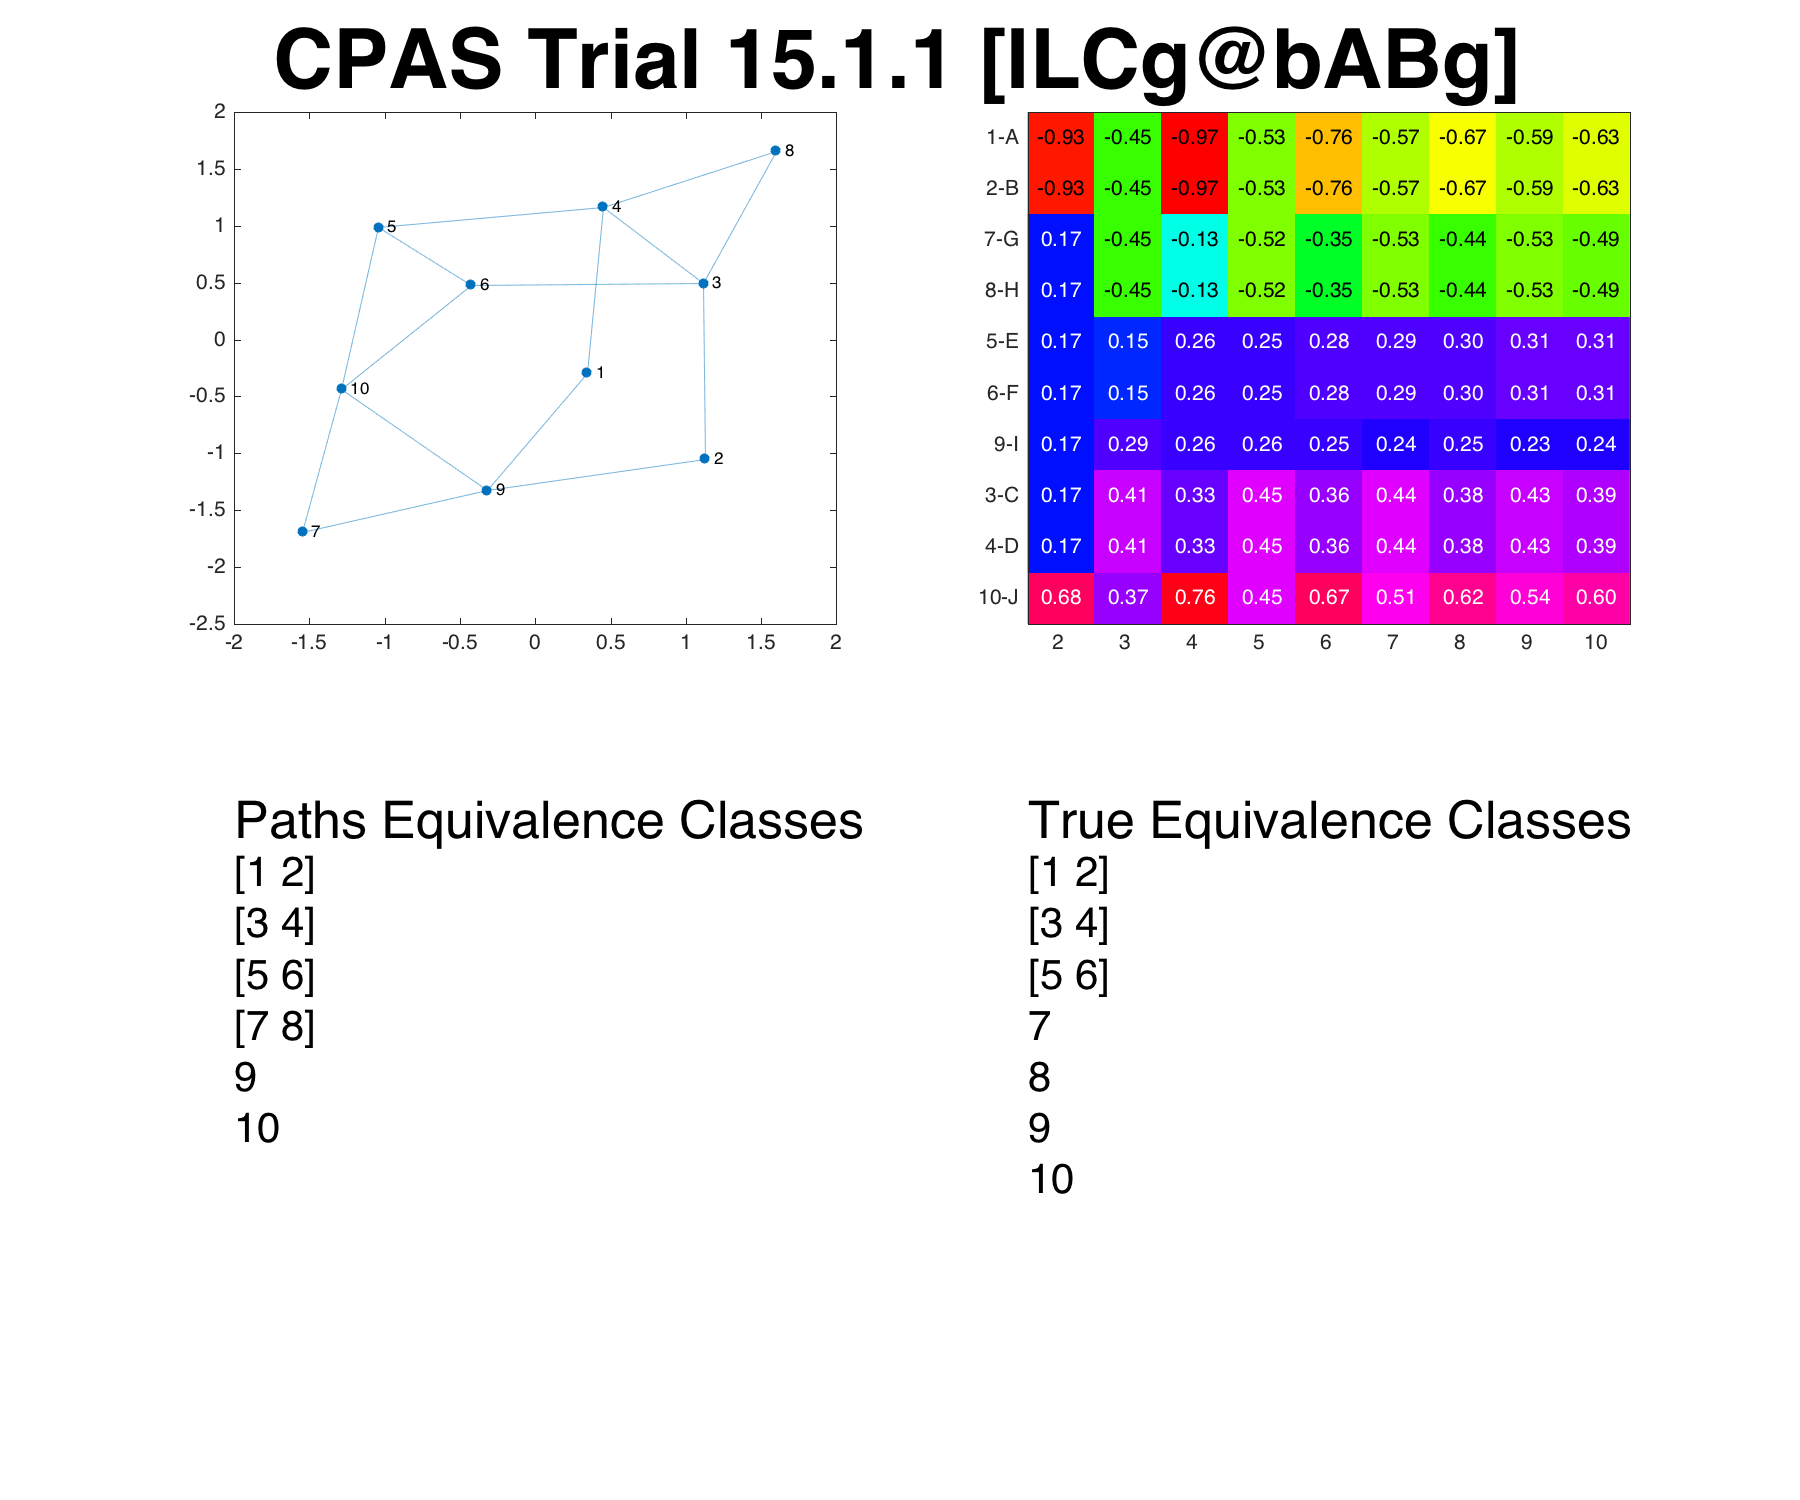 CPAS Trial 15.1.1 [ILCg@bABg]
2
1.5
1
0.5
0
-0.5
-1
-1.5
-2
-2.5
-2 -1.5 -1 -0.5 0 0.5 1 1.5 2
8
4
5
6
3
1
10
2
9
7
1-A -0.93 -0.45 -0.97 -0.53 -0.76 -0.57 -0.67 -0.59 -0.63
2-B -0.93 -0.45 -0.97 -0.53 -0.76 -0.57 -0.67 -0.59 -0.63
7-G 0.17 -0.45 -0.13 -0.52 -0.35 -0.53 -0.44 -0.53 -0.49
8-H 0.17 -0.45 -0.13 -0.52 -0.35 -0.53 -0.44 -0.53 -0.49
5-E 0.17 0.15 0.26 0.25 0.28 0.29 0.30 0.31 0.31
6-F 0.17 0.15 0.26 0.25 0.28 0.29 0.30 0.31 0.31
9-I 0.17 0.29 0.26 0.26 0.25 0.24 0.25 0.23 0.24
3-C 0.17 0.41 0.33 0.45 0.36 0.44 0.38 0.43 0.39
4-D 0.17 0.41 0.33 0.45 0.36 0.44 0.38 0.43 0.39
10-J 0.68 0.37 0.76 0.45 0.67 0.51 0.62 0.54 0.60
2 3 4 5 6 7 8 9 10
Paths Equivalence Classes
[1 2]
[3 4]
[5 6]
[7 8]
9
10
True Equivalence Classes
[1 2]
[3 4]
[5 6]
7
8
9
10